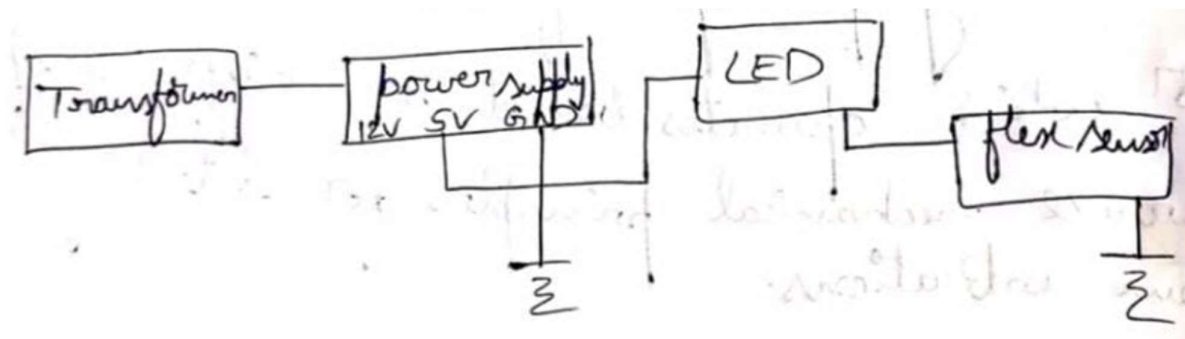 Transformer
power supply
12V 5V GND
LED
flex sensor